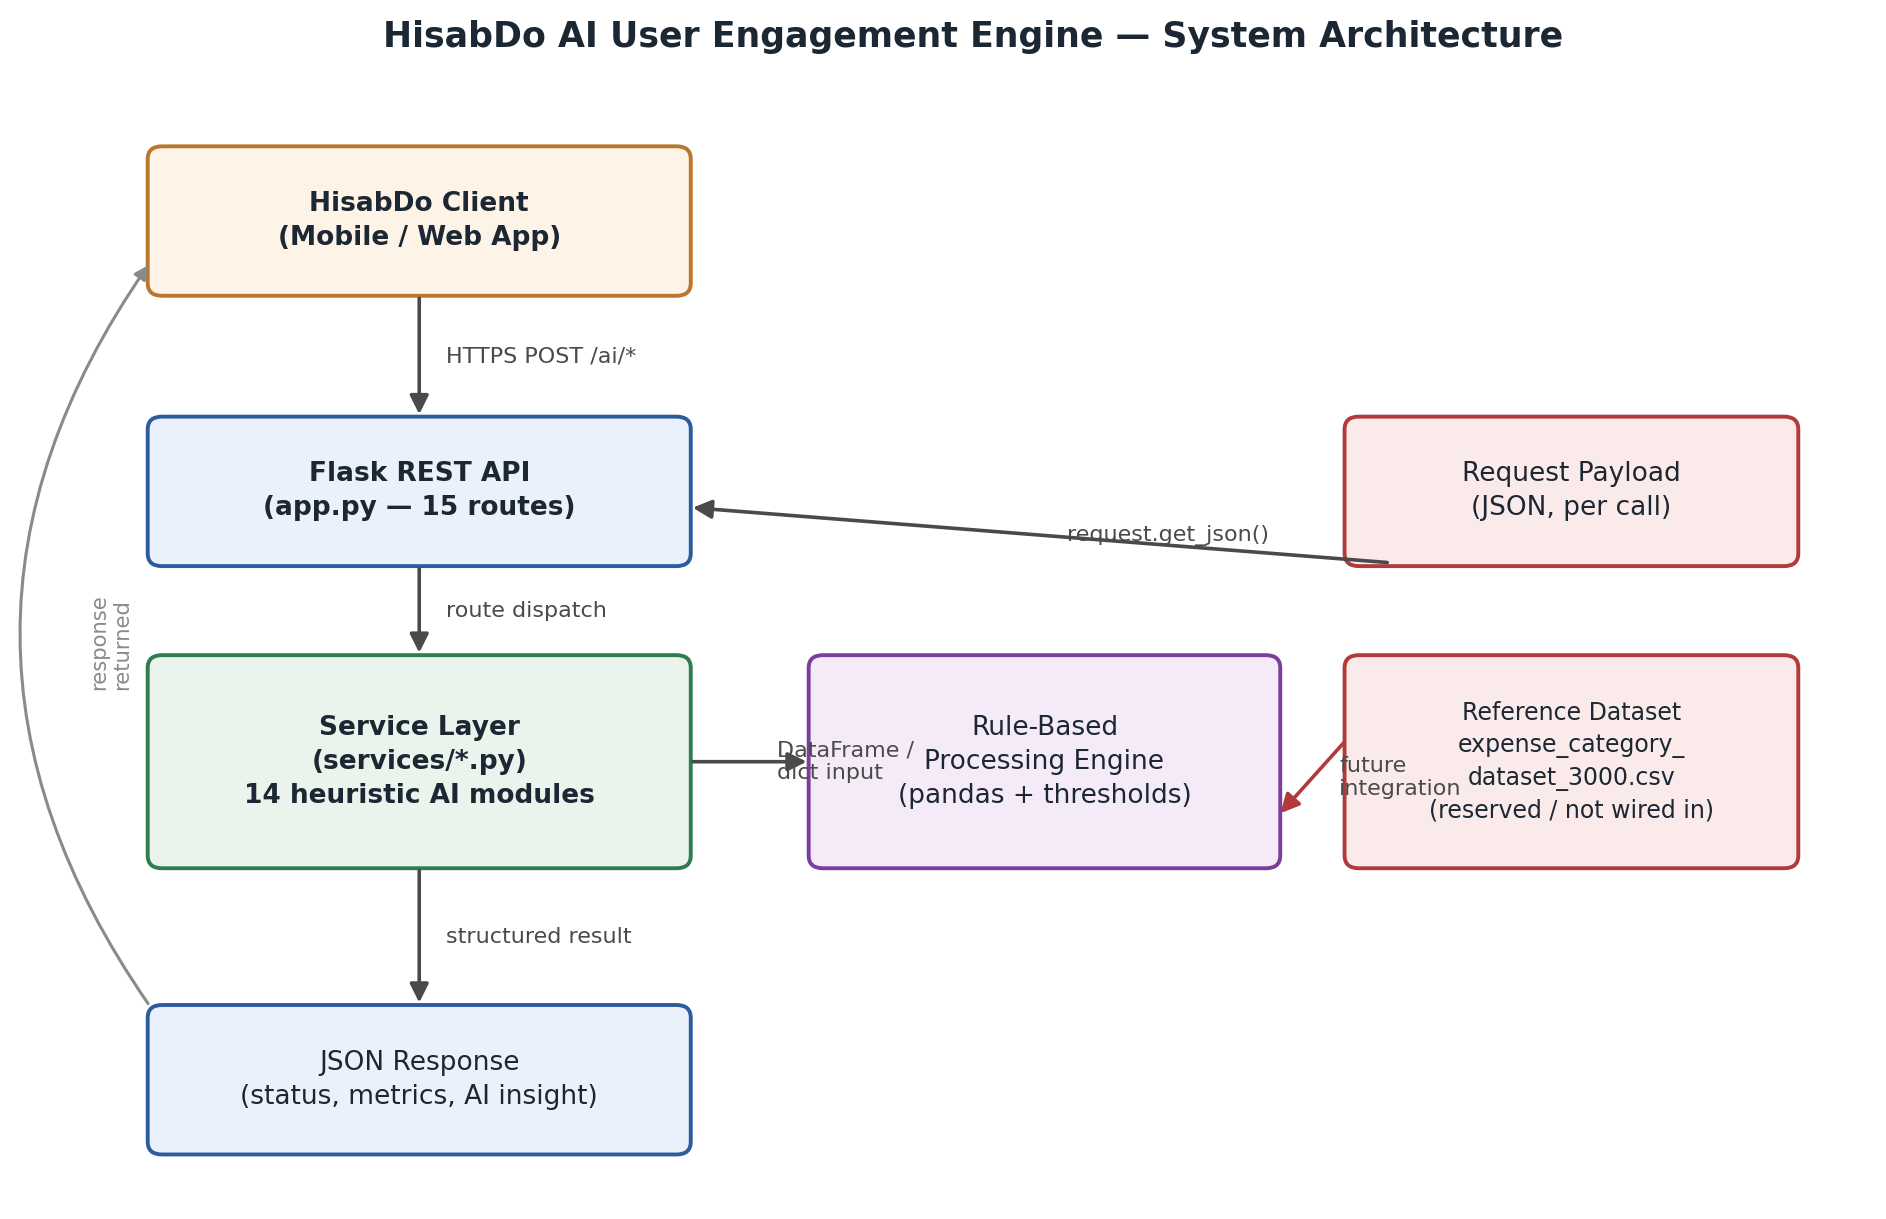 HisabDo AI User Engagement Engine — System Architecture
HisabDo Client
(Mobile / Web App)
HTTPS POST /ai/*
Flask REST API
(app.py — 15 routes)
request.get_json()
Request Payload
(JSON, per call)
route dispatch
response
returned
Service Layer
(services/*.py)
14 heuristic AI modules
DataFrame /
dict input
Rule-Based
Processing Engine
(pandas + thresholds)
future
integration
Reference Dataset
expense_category_
dataset_3000.csv
(reserved / not wired in)
structured result
JSON Response
(status, metrics, AI insight)